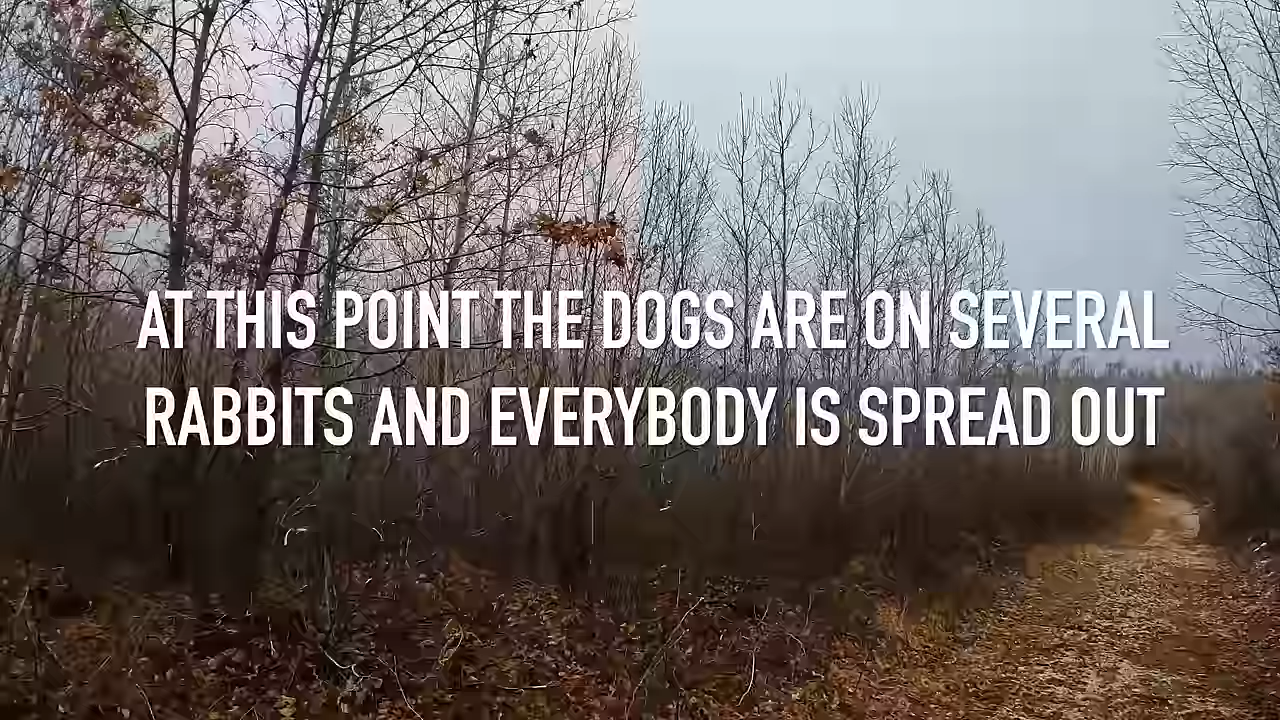 AT THIS POINT THE DOGS ARE ON SEVERAL
RABBITS AND EVERYBODY IS SPREAD OUT